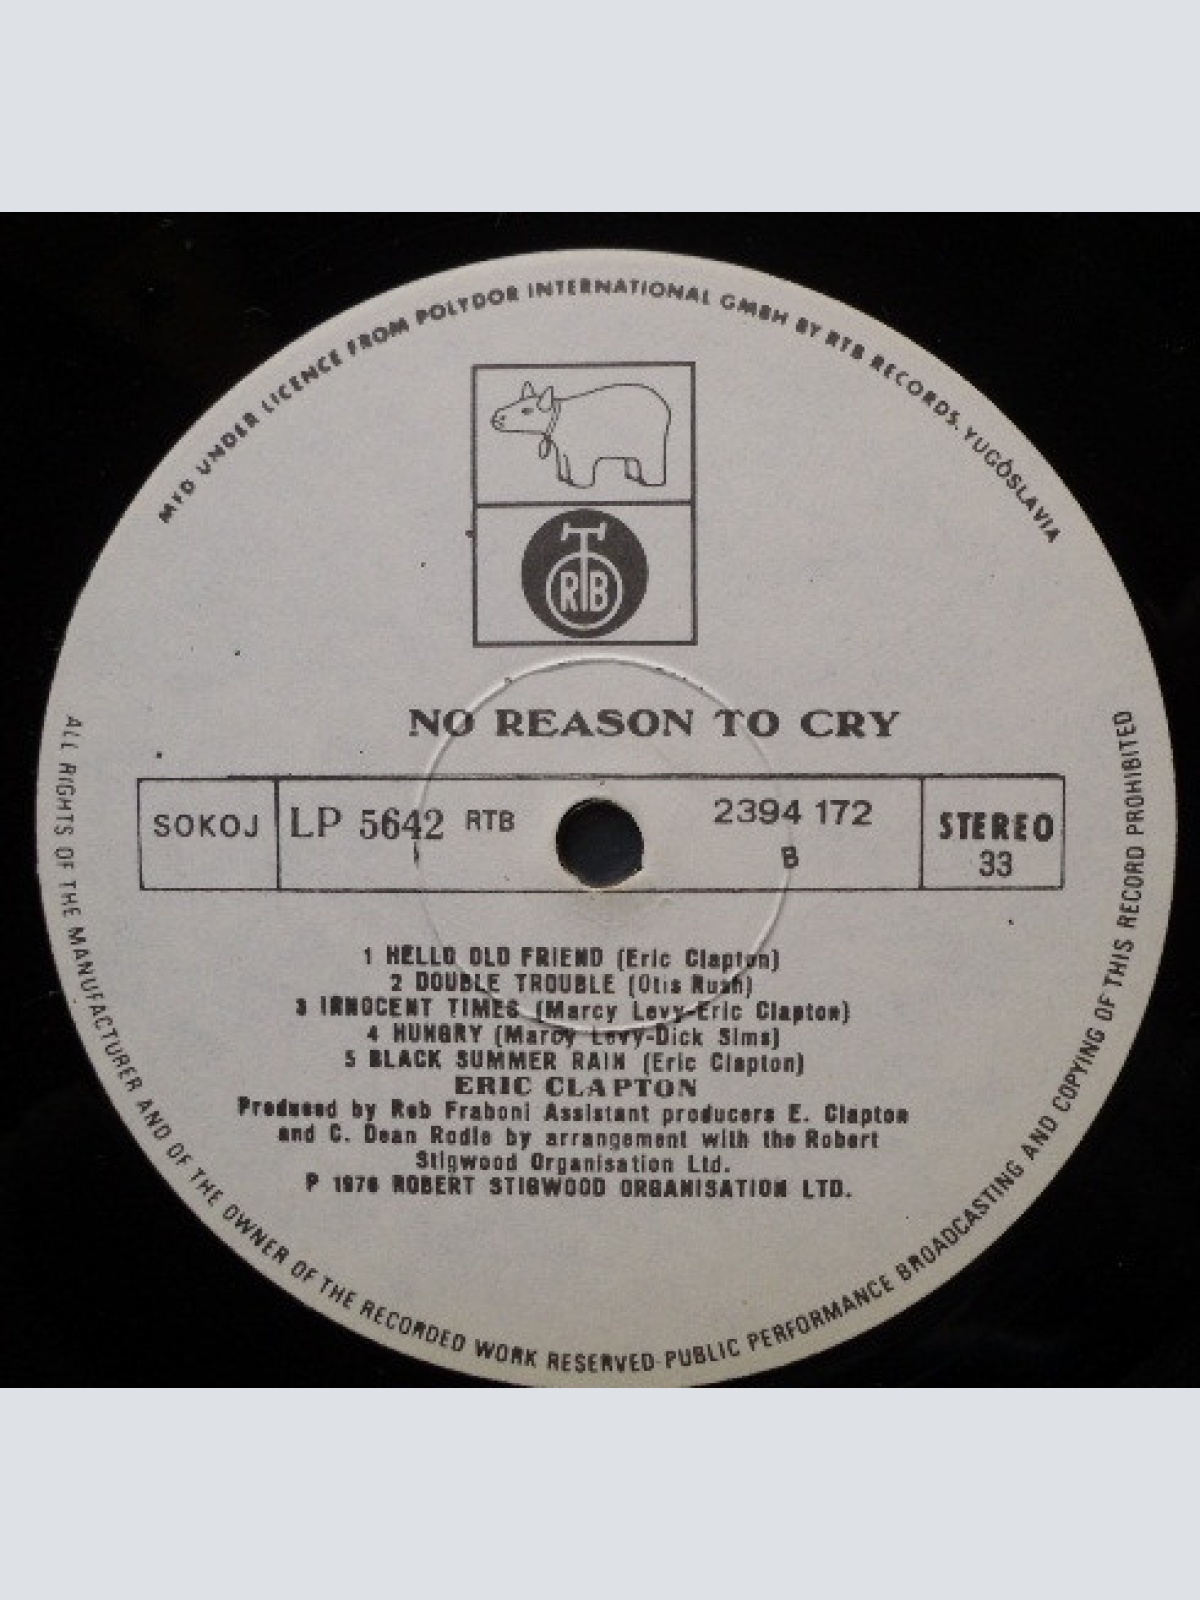 MFD UNDER LICENCE FROM POLYDOR INTERNATIONAL GMBH BY RTB RECORDS, YUGOSLAVIA
RTB
NO REASON TO CRY
SOKOJ
LP 5642 RTB
2394 172
B
STEREO
33
1 HELLO OLD FRIEND (Eric Clapton)
2 DOUBLE TROUBLE (Otis Rush)
3 INNOCENT TIMES (Marcy Levy-Eric Clapton)
4 HUNGRY (Marcy Levy-Dick Sims)
5 BLACK SUMMER RAIN (Eric Clapton)
ERIC CLAPTON
Produced by Rob Fraboni Assistant producers E. Clapton
and C. Dean Rodle by arrangement with the Robert
Stigwood Organisation Ltd.
P 1976 ROBERT STIGWOOD ORGANISATION LTD.
ALL RIGHTS OF THE MANUFACTURER AND OF THE OWNER OF THE RECORDED WORK RESERVED-PUBLIC PERFORMANCE BROADCASTING AND COPYING OF THIS RECORD PROHIBITED